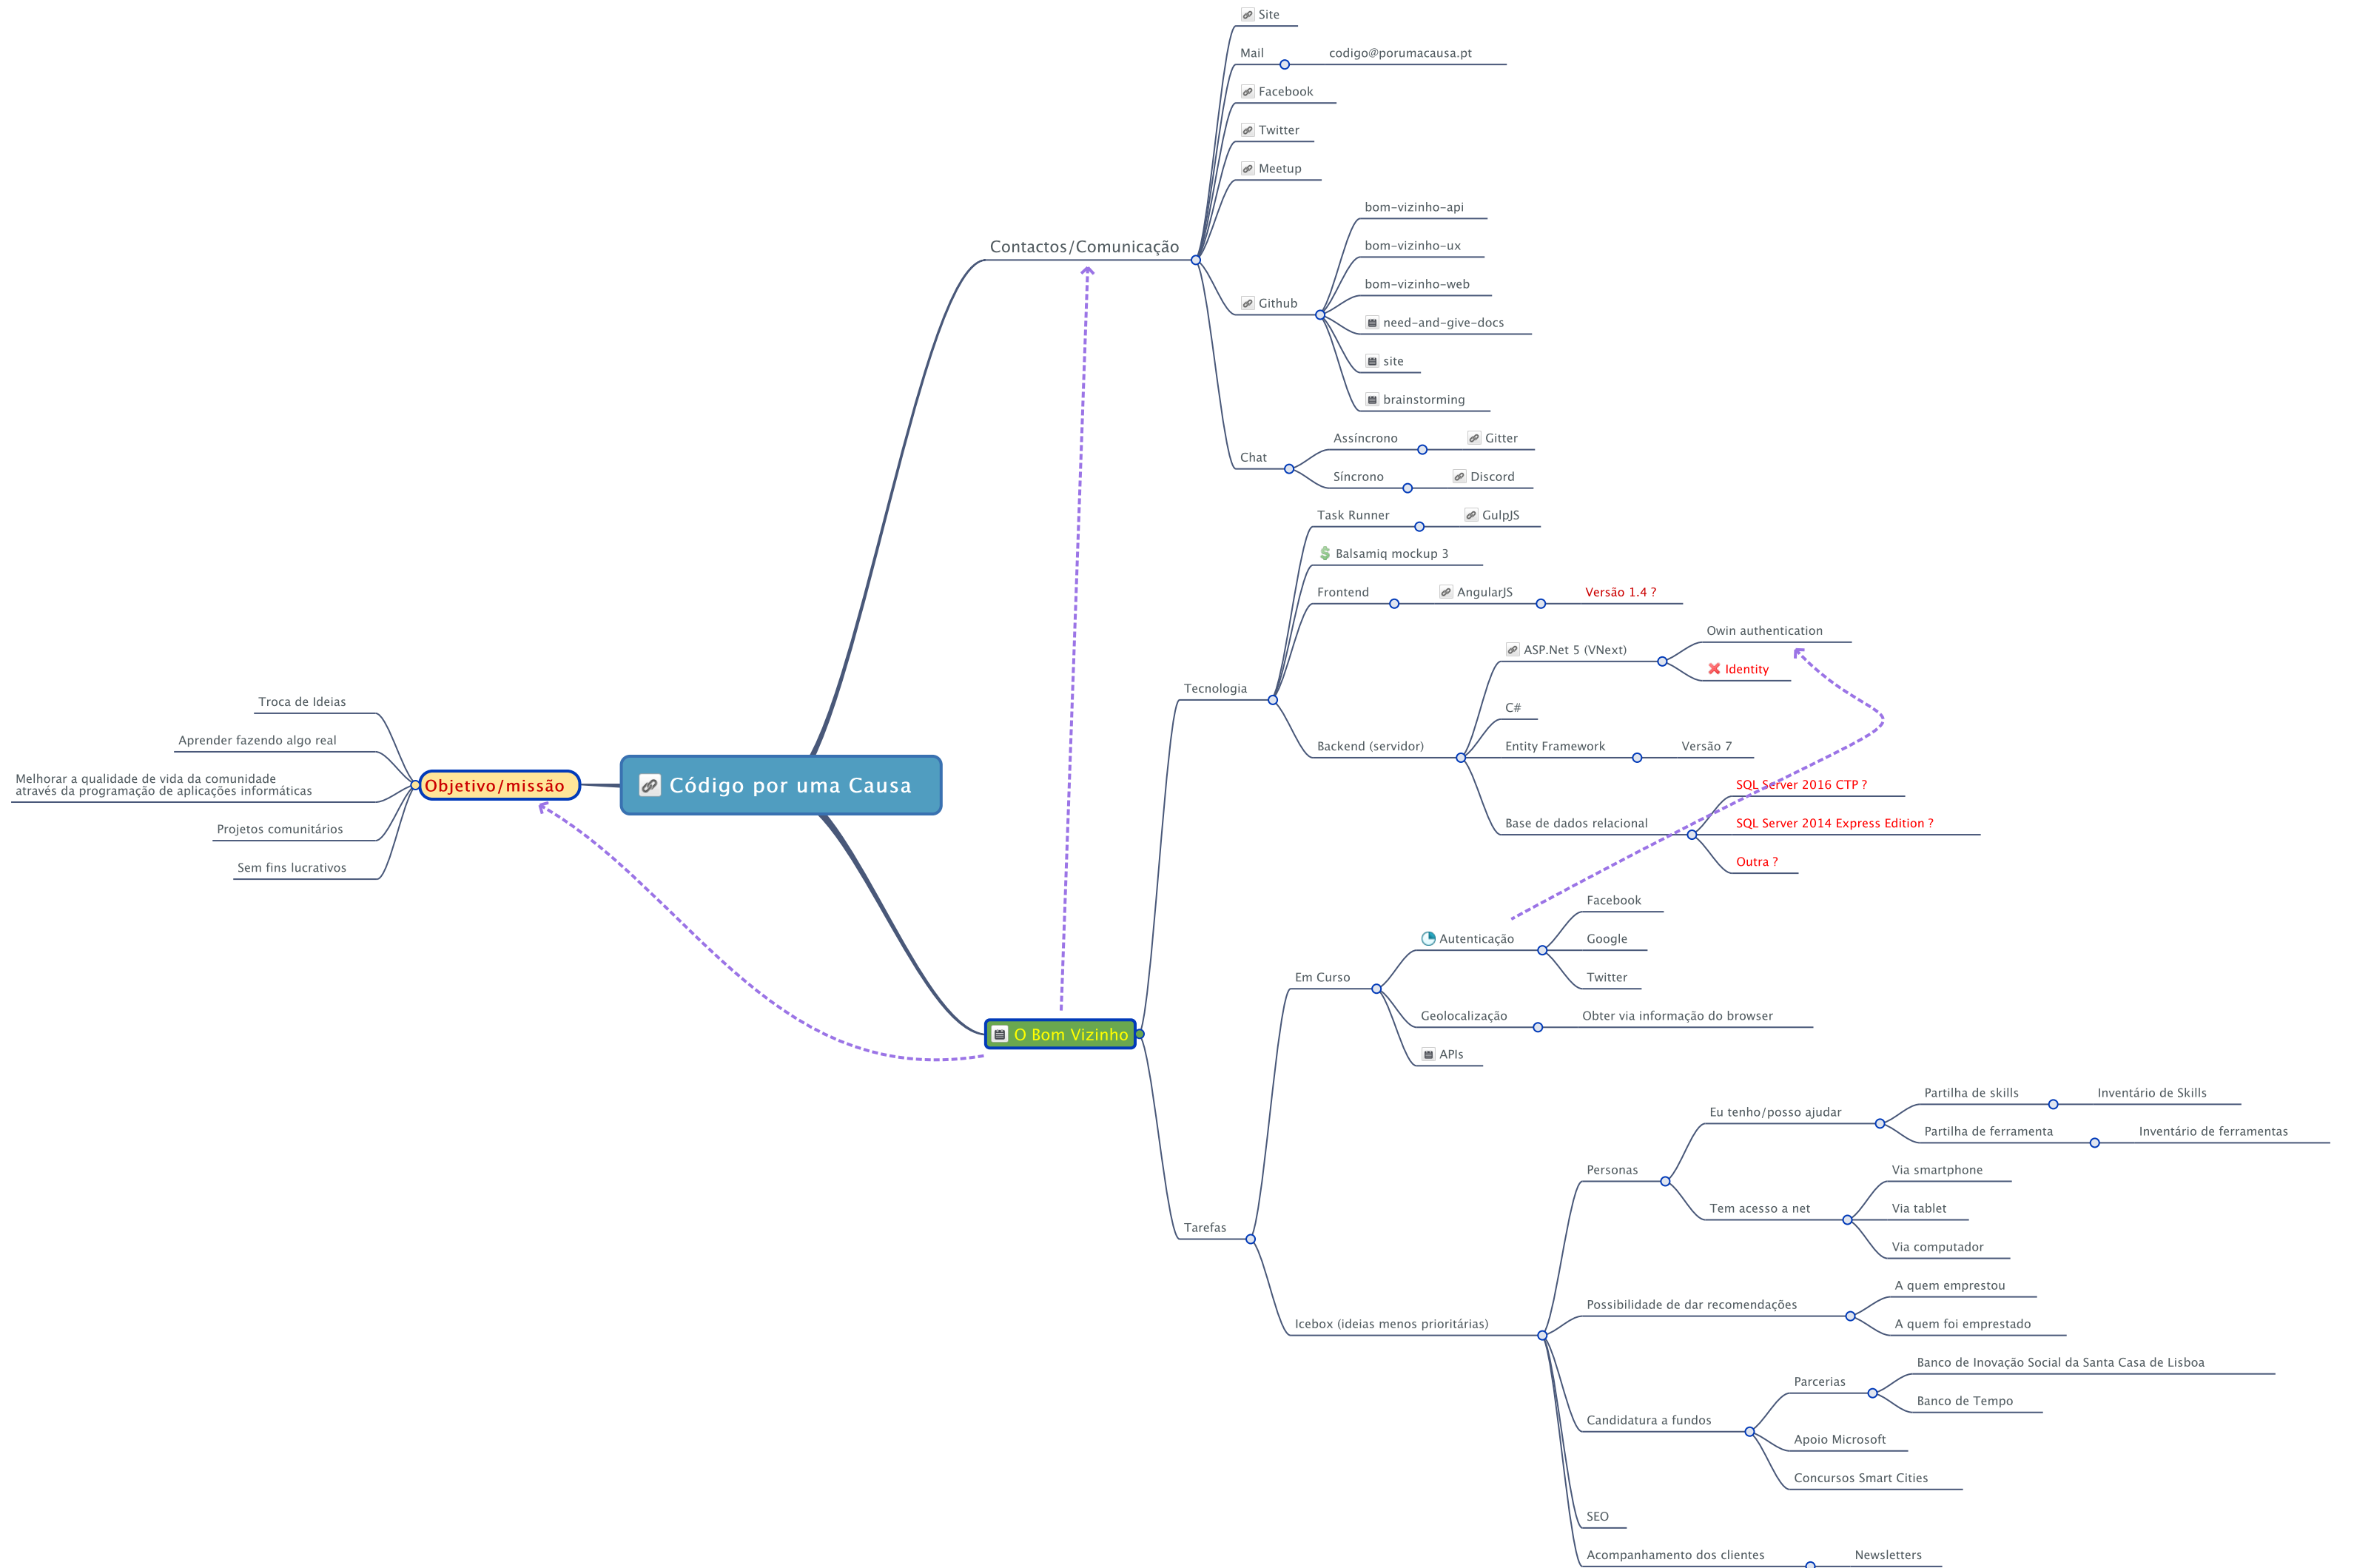 Site
Mail
codigo@porumacausa.pt
Facebook
Twitter
Meetup
Contactos/Comunicação
Github
bom-vizinho-api
bom-vizinho-ux
bom-vizinho-web
need-and-give-docs
site
brainstorming
Chat
Assíncrono
Gitter
Síncrono
Discord
Código por uma Causa
Objetivo/missão
Troca de Ideias
Aprender fazendo algo real
Melhorar a qualidade de vida da comunidade
através da programação de aplicações informáticas
Projetos comunitários
Sem fins lucrativos
O Bom Vizinho
Tecnologia
Task Runner
GulpJS
Balsamiq mockup 3
Frontend
AngularJS
Versão 1.4 ?
Backend (servidor)
ASP.Net 5 (VNext)
Owin authentication
Identity
C#
Entity Framework
Versão 7
Base de dados relacional
SQL Server 2016 CTP ?
SQL Server 2014 Express Edition ?
Outra ?
Tarefas
Em Curso
Autenticação
Facebook
Google
Twitter
Geolocalização
Obter via informação do browser
APIs
Icebox (ideias menos prioritárias)
Personas
Eu tenho/posso ajudar
Partilha de skills
Inventário de Skills
Partilha de ferramenta
Inventário de ferramentas
Tem acesso a net
Via smartphone
Via tablet
Via computador
Possibilidade de dar recomendações
A quem emprestou
A quem foi emprestado
Candidatura a fundos
Parcerias
Banco de Inovação Social da Santa Casa de Lisboa
Banco de Tempo
Apoio Microsoft
Concursos Smart Cities
SEO
Acompanhamento dos clientes
Newsletters